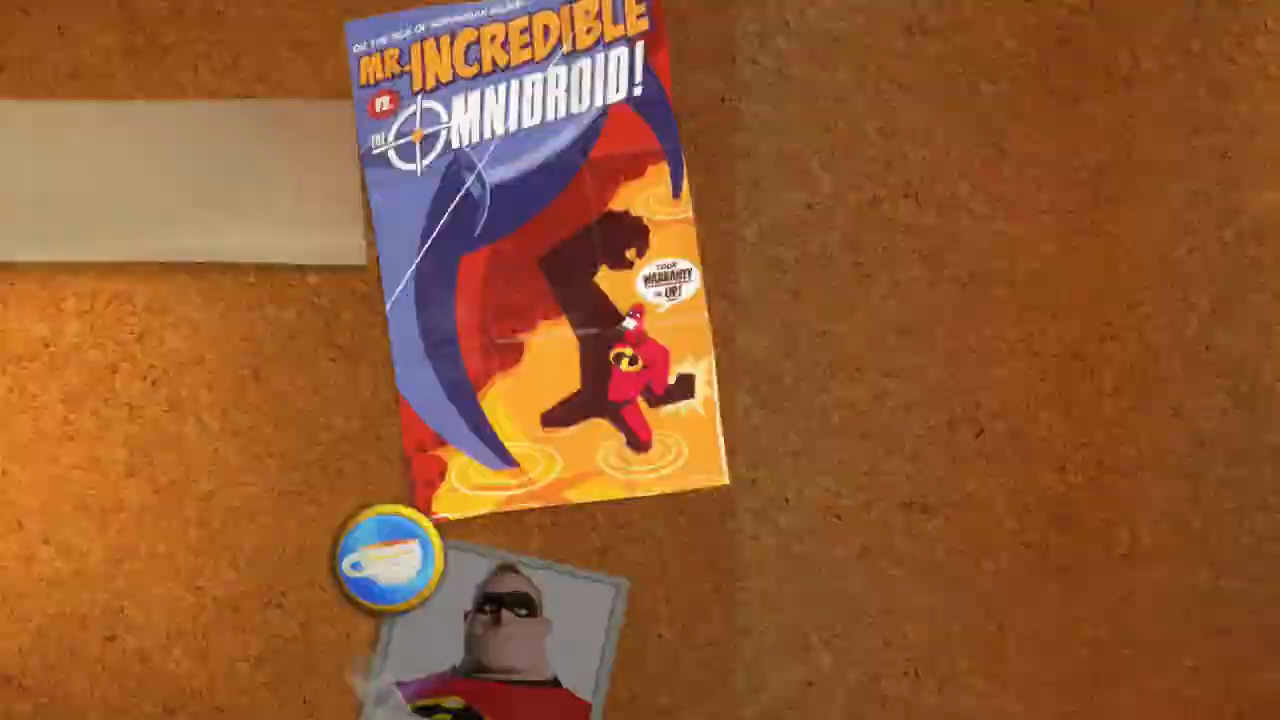 MR. INCREDIBLE
vs.
THE OMNIDROID!
YOUR
WARRANTY
IS UP!